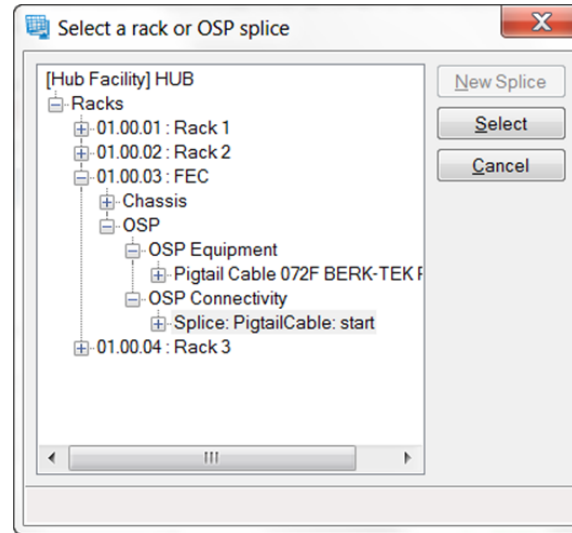 Select a rack or OSP splice
[Hub Facility] HUB
Racks
01.00.01 : Rack 1
01.00.02 : Rack 2
01.00.03 : FEC
Chassis
OSP
OSP Equipment
Pigtail Cable 072F BERK-TEK
OSP Connectivity
Splice: PigtailCable: start
01.00.04 : Rack 3
New Splice
Select
Cancel